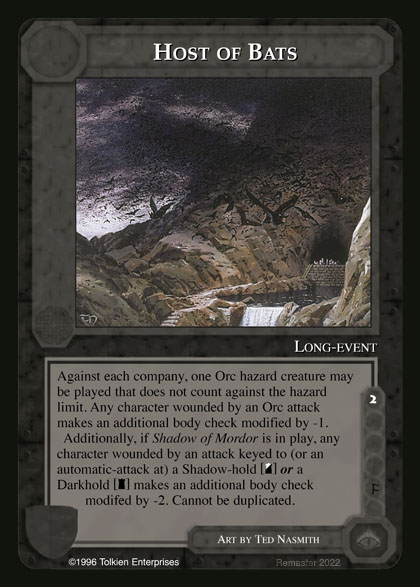 HOST OF BATS
LONG-EVENT
Against each company, one Orc hazard creature may
be played that does not count against the hazard
limit. Any character wounded by an Orc attack
makes an additional body check modified by -1.
Additionally, if Shadow of Mordor is in play, any
character wounded by an attack keyed to (or an
automatic-attack at) a Shadow-hold [] or a
Darkhold [] makes an additional body check
modifed by -2. Cannot be duplicated.
2
F
ART BY TED NASMITH
©1996 Tolkien Enterprises
Remaster 2022